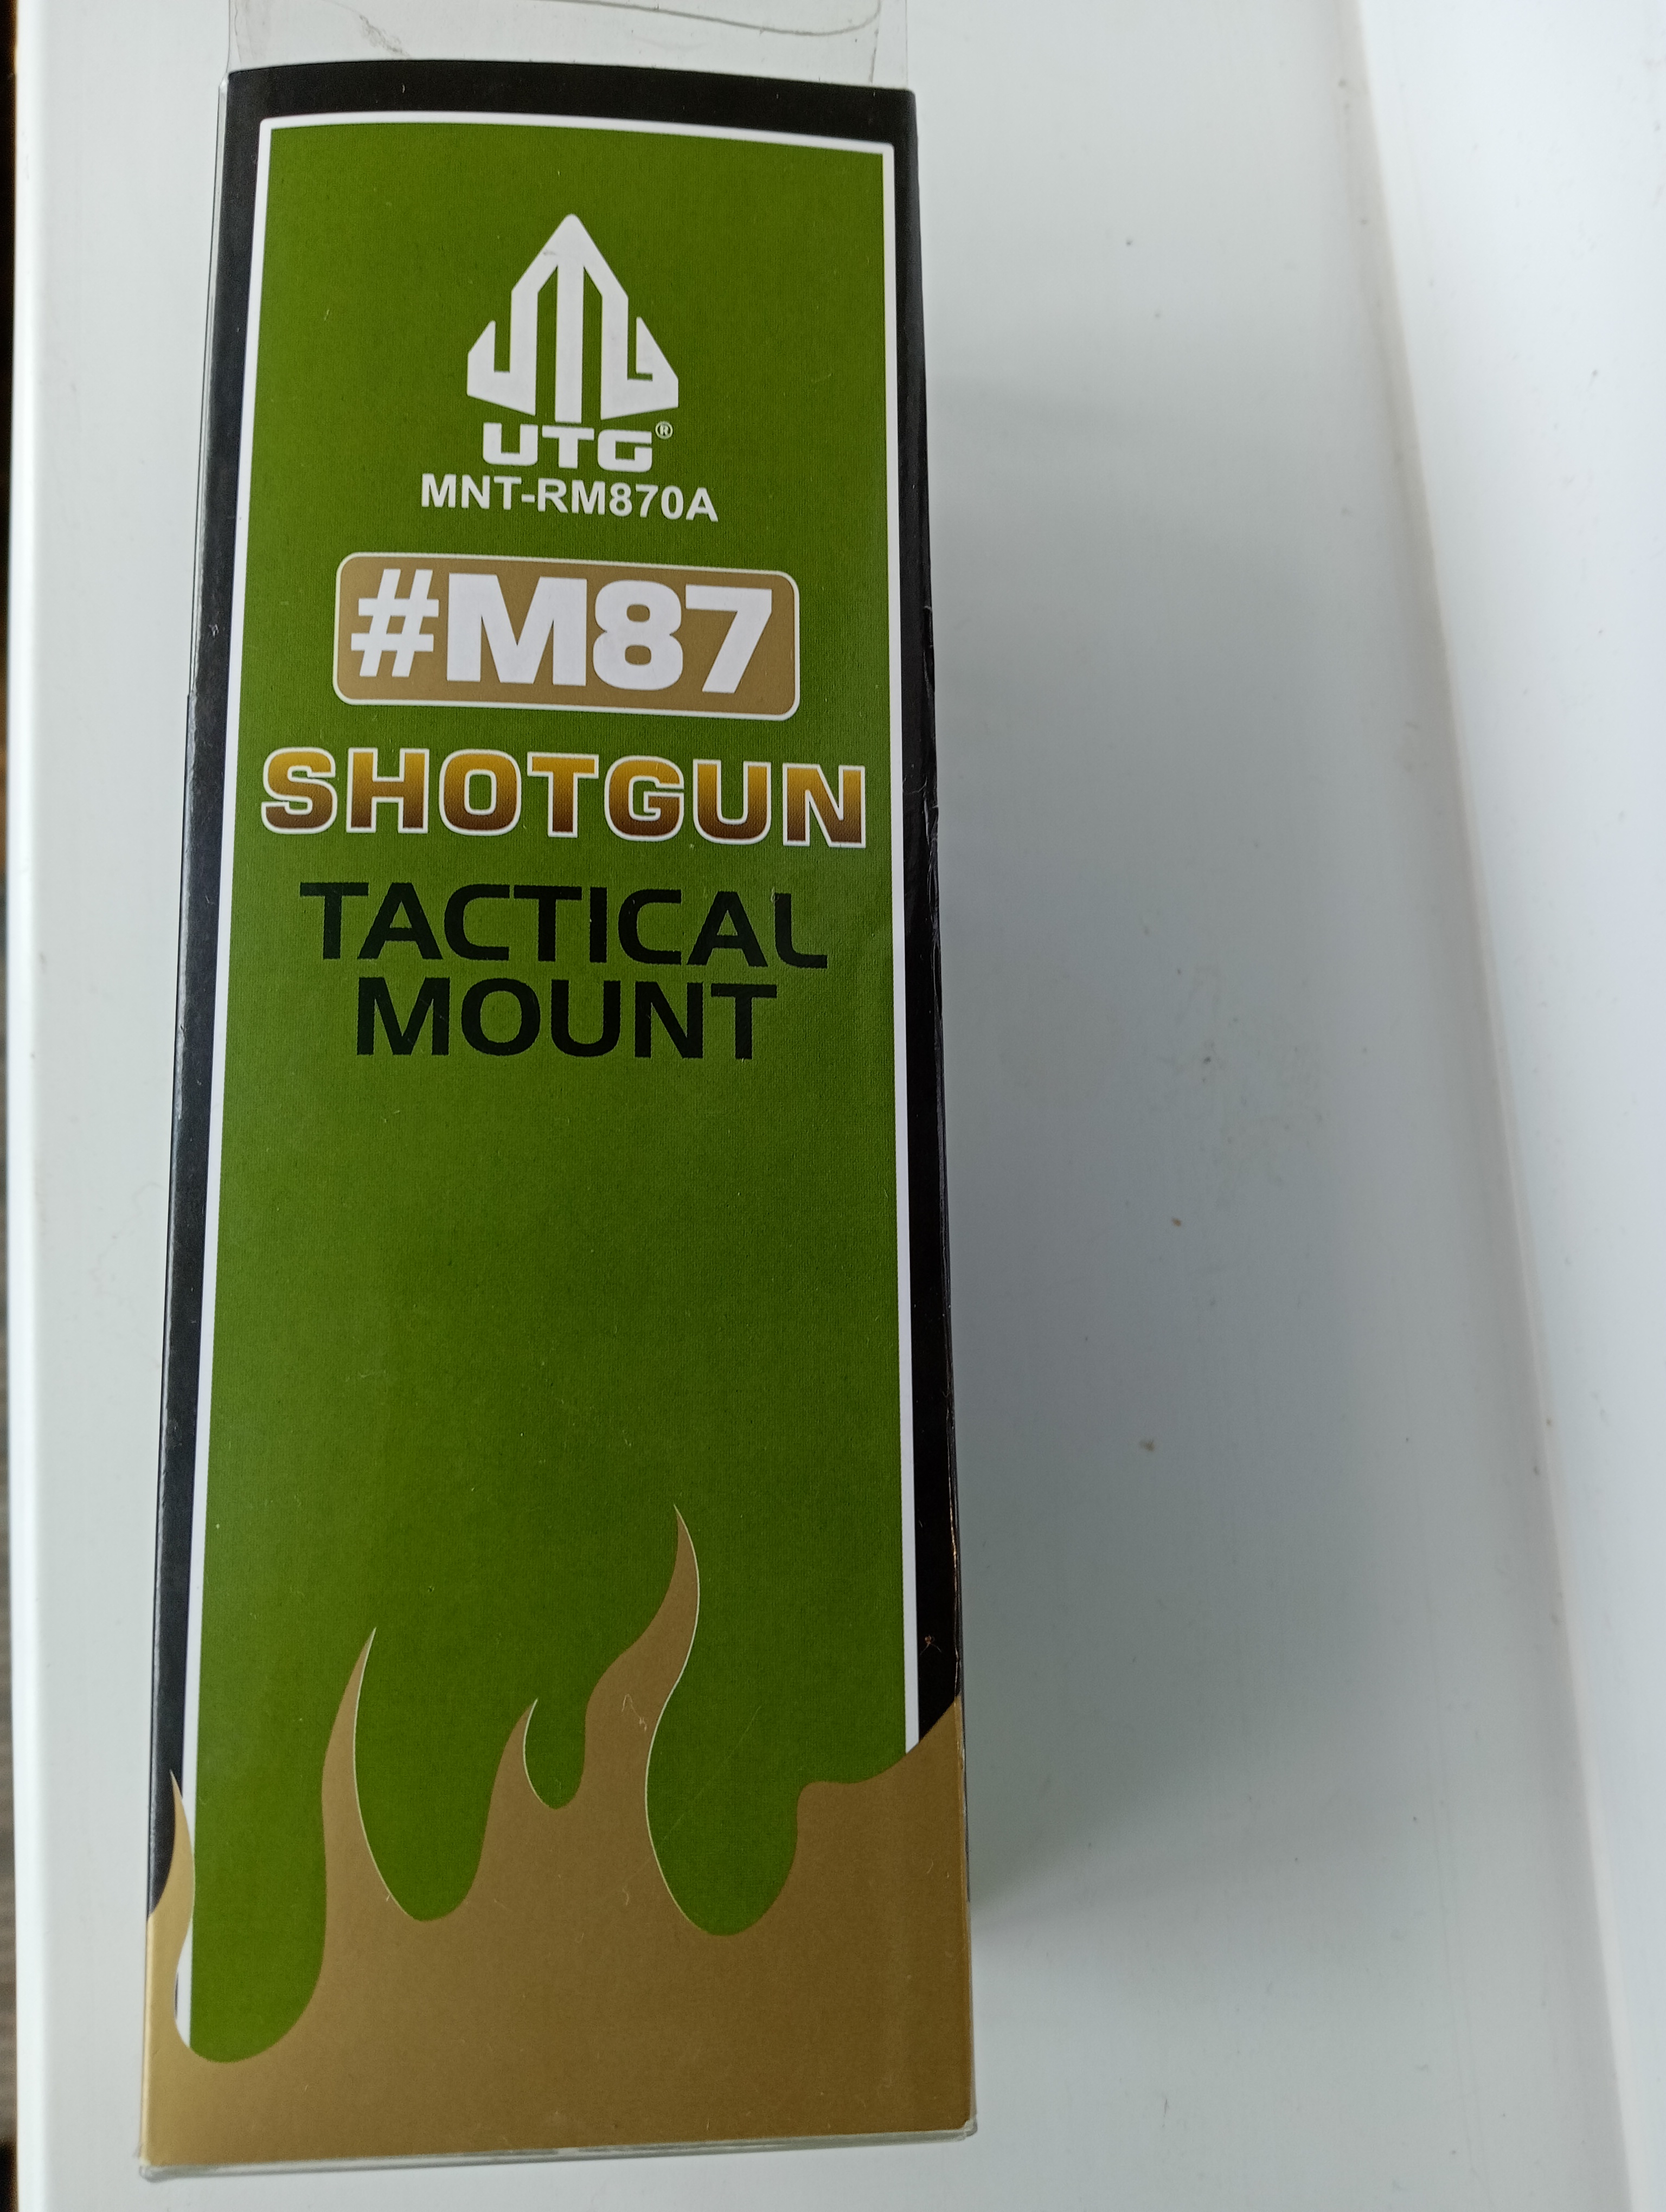 UTG®
MNT-RM870A
#M87
SHOTGUN
TACTICAL
MOUNT